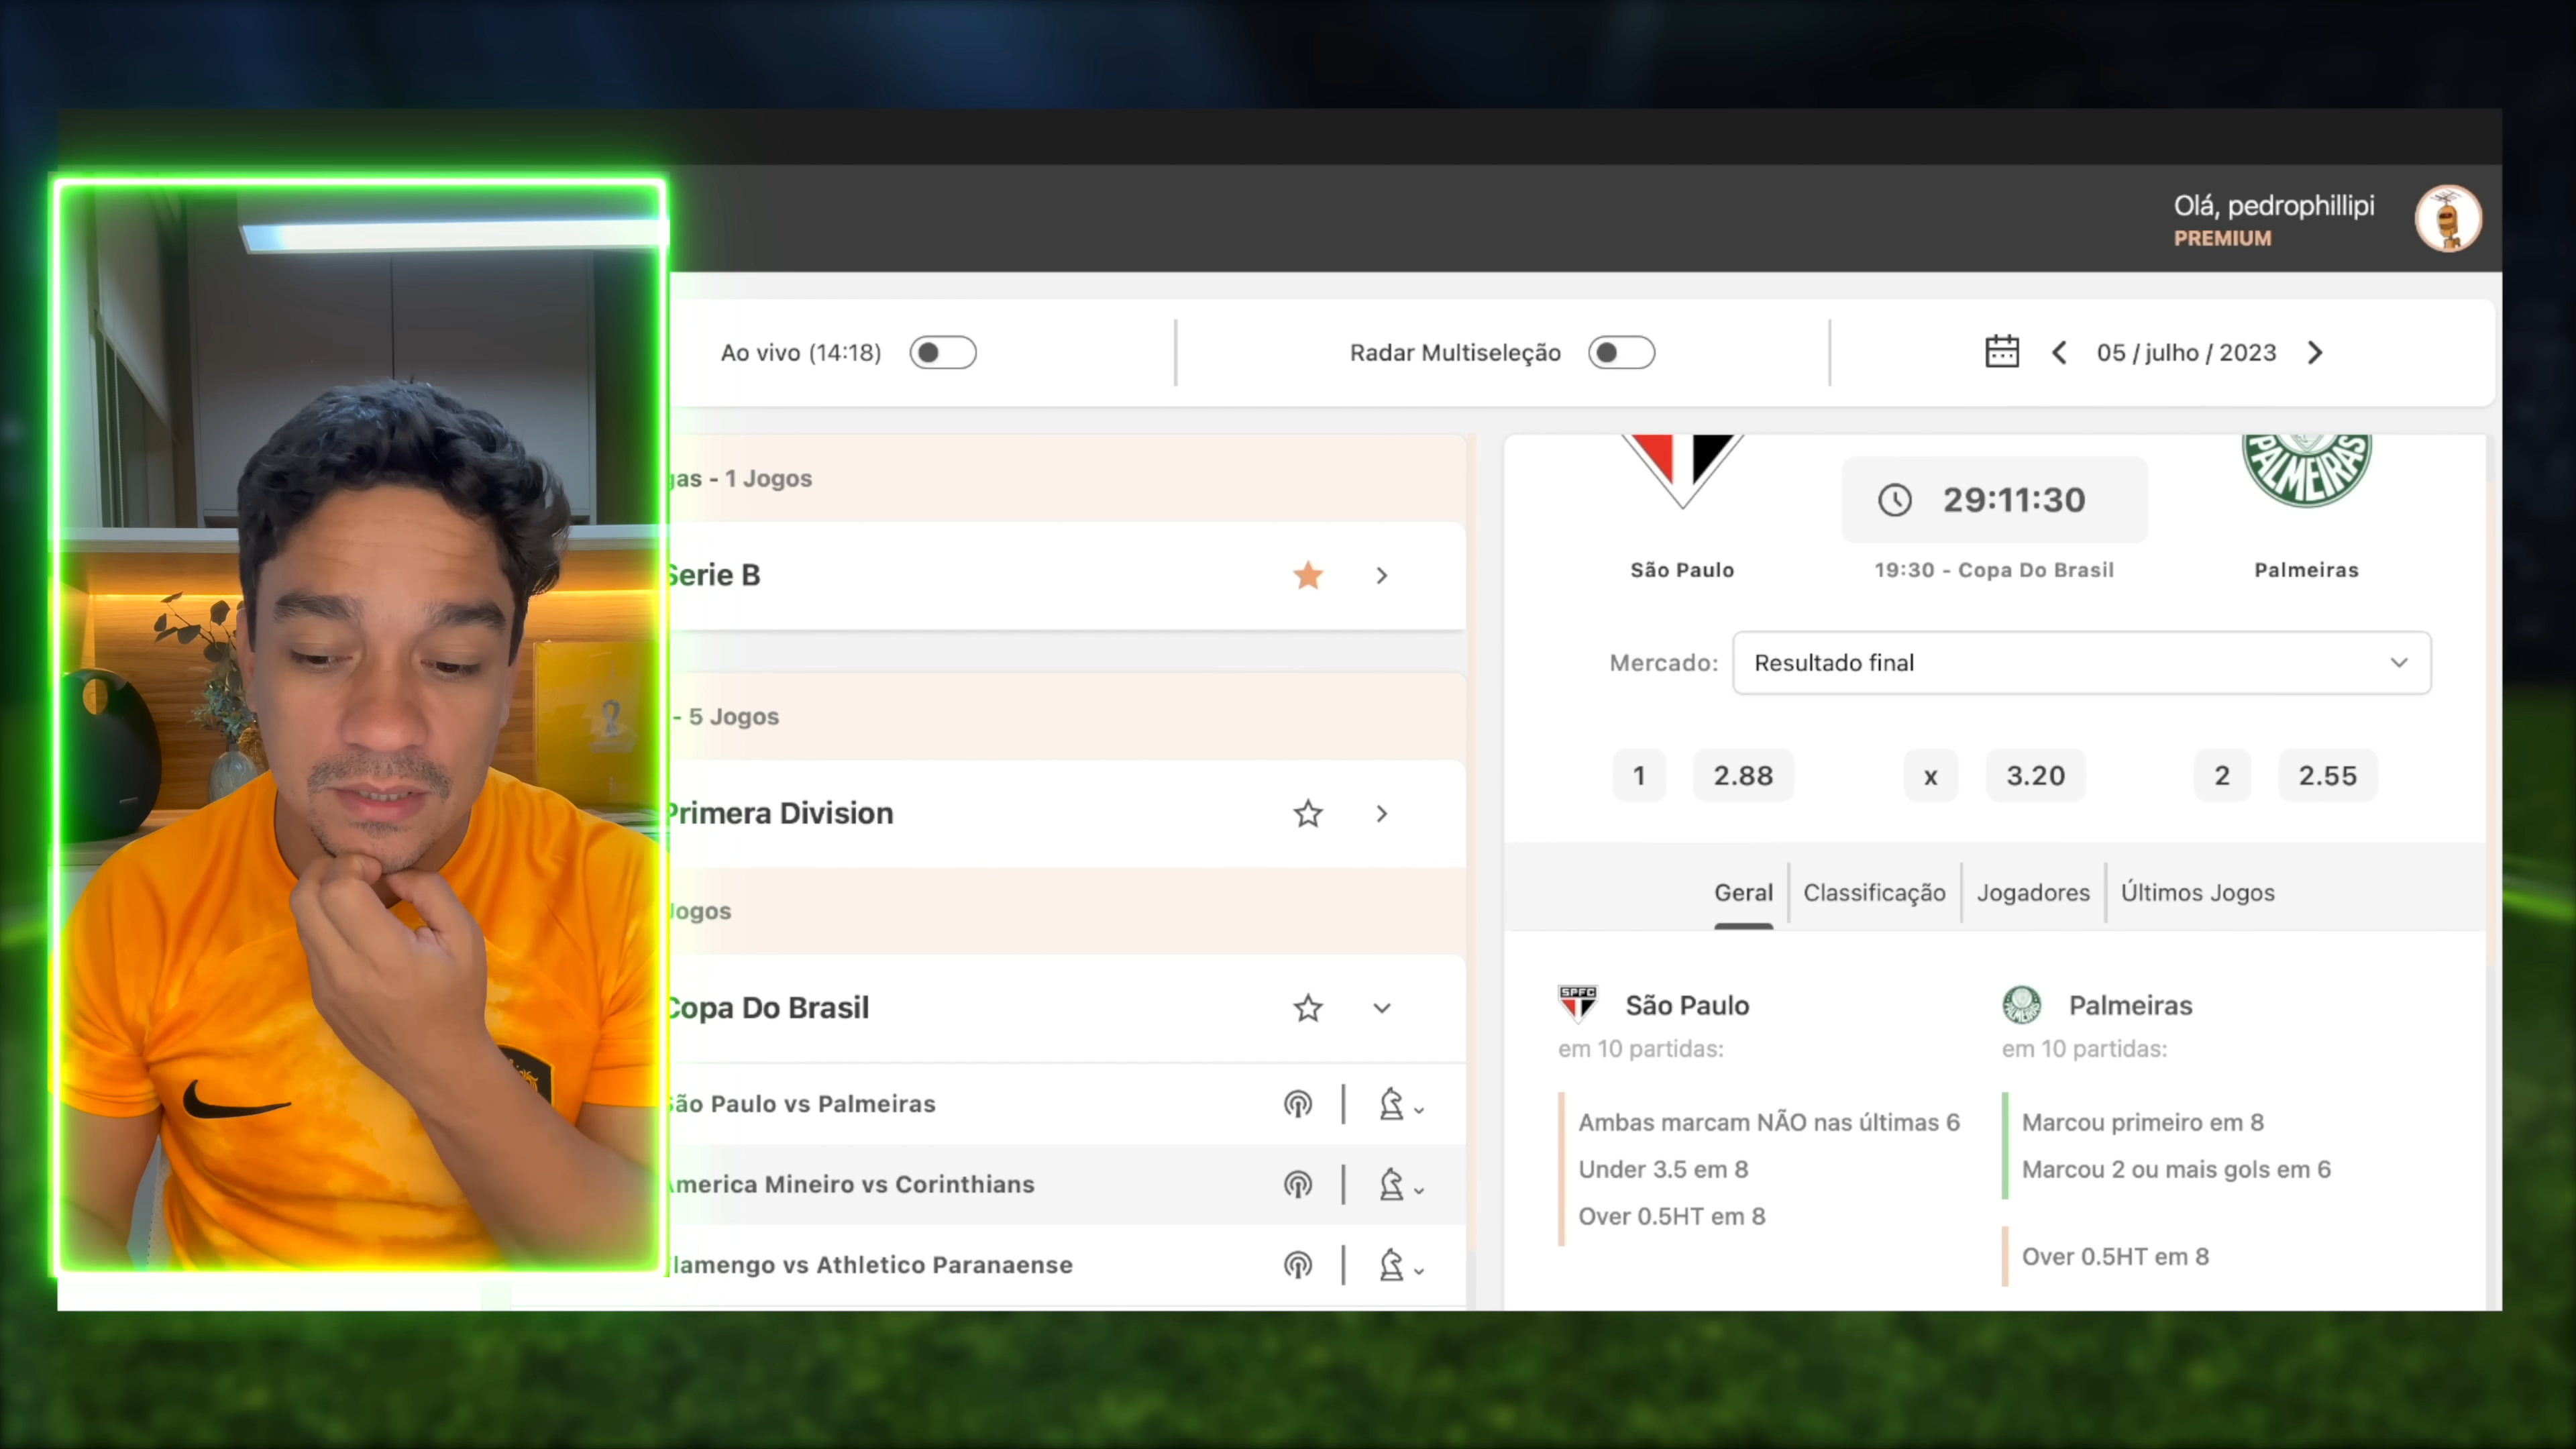 Olá, pedrophillipi
PREMIUM
Ao vivo (14:18)
Radar Multiseleção
05 / julho / 2023
- 1 Jogos
Serie B
- 5 Jogos
Primera Division
Jogos
Copa Do Brasil
São Paulo vs Palmeiras
America Mineiro vs Corinthians
Flamengo vs Athletico Paranaense
PALMEIRAS
29:11:30
São Paulo
19:30 - Copa Do Brasil
Palmeiras
Mercado:
Resultado final
1
2.88
x
3.20
2
2.55
Geral
Classificação
Jogadores
Últimos Jogos
SPFC
São Paulo
em 10 partidas:
Ambas marcam NÃO nas últimas 6
Under 3.5 em 8
Over 0.5HT em 8
Palmeiras
em 10 partidas:
Marcou primeiro em 8
Marcou 2 ou mais gols em 6
Over 0.5HT em 8